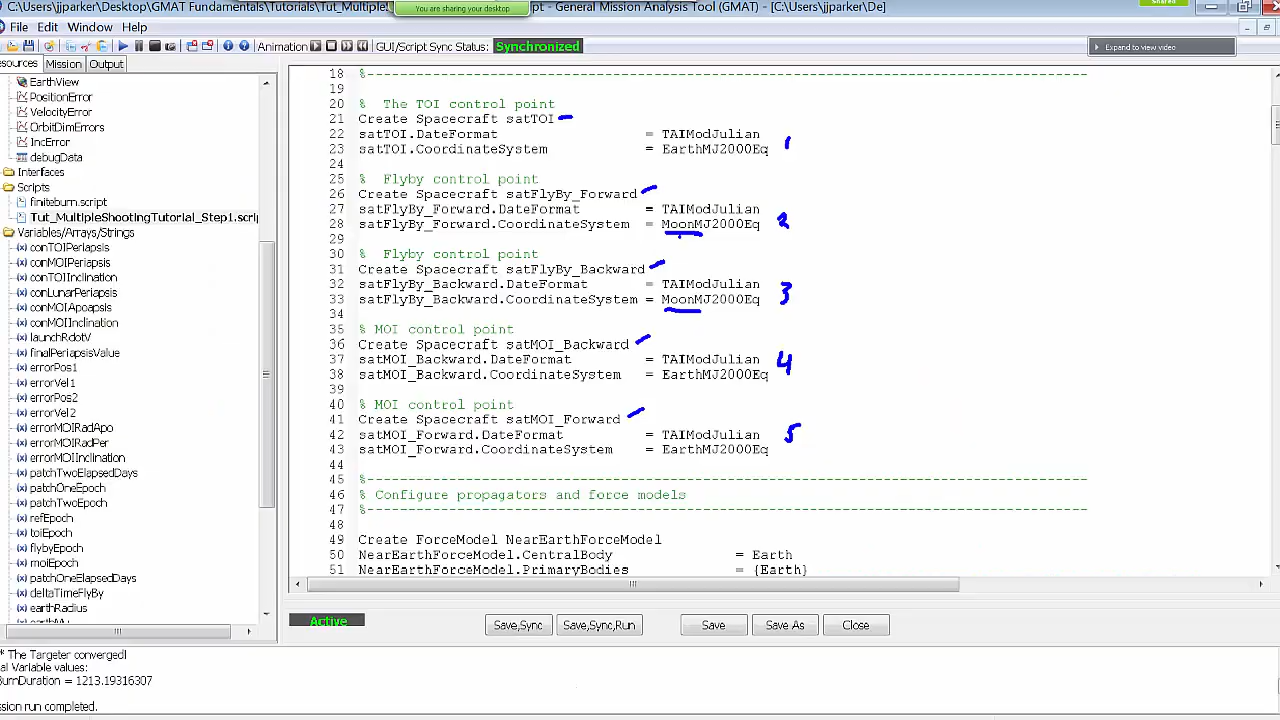 C:\Users\jjparker\Desktop\GMAT Fundamentals\Tutorials\Tut_Multiple
You are sharing your desktop
pt - General Mission Analysis Tool (GMAT) - [C:\Users\jjparker\De]
Shared
File Edit Window Help
Animation GUI/Script Sync Status: Synchronized
Expand to view video
esources Mission Output
EarthView
PositionError
VelocityError
OrbitDimErrors
IncError
debugData
Interfaces
Scripts
finiteburn.script
Tut_MultipleShootingTutorial_Step1.scri
Variables/Arrays/Strings
conTOIPeriapsis
conMOIPeriapsis
conTOIInclination
conLunarPeriapsis
conMOIApoapsis
conMOIInclination
launchRdotV
finalPeriapsisValue
errorPos1
errorVel1
errorPos2
errorVel2
errorMOIRadApo
errorMOIRadPer
errorMOIInclination
patchTwoElapsedDays
patchOneEpoch
patchTwoEpoch
refEpoch
toiEpoch
flybyEpoch
moiEpoch
patchOneElapsedDays
deltaTimeFlyBy
earthRadius
18 %----------------------------------------------------------------------------------------
19
20 % The TOI control point
21 Create Spacecraft satTOI
22 satTOI.DateFormat = TAIModJulian
23 satTOI.CoordinateSystem = EarthMJ2000Eq 1
24
25 % Flyby control point
26 Create Spacecraft satFlyBy_Forward
27 satFlyBy_Forward.DateFormat = TAIModJulian
28 satFlyBy_Forward.CoordinateSystem = MoonMJ2000Eq 2
29
30 % Flyby control point
31 Create Spacecraft satFlyBy_Backward
32 satFlyBy_Backward.DateFormat = TAIModJulian
33 satFlyBy_Backward.CoordinateSystem = MoonMJ2000Eq 3
34
35 % MOI control point
36 Create Spacecraft satMOI_Backward
37 satMOI_Backward.DateFormat = TAIModJulian
38 satMOI_Backward.CoordinateSystem = EarthMJ2000Eq 4
39
40 % MOI control point
41 Create Spacecraft satMOI_Forward
42 satMOI_Forward.DateFormat = TAIModJulian
43 satMOI_Forward.CoordinateSystem = EarthMJ2000Eq 5
44
45 %----------------------------------------------------------------------------------------
46 % Configure propagators and force models
47 %----------------------------------------------------------------------------------------
48
49 Create ForceModel NearEarthForceModel
50 NearEarthForceModel.CentralBody = Earth
51 NearEarthForceModel.PrimaryBodies = {Earth}
Active Save,Sync Save,Sync,Run Save Save As Close
* The Targeter converged!
al Variable values:
BurnDuration = 1213.19316307
ssion run completed.